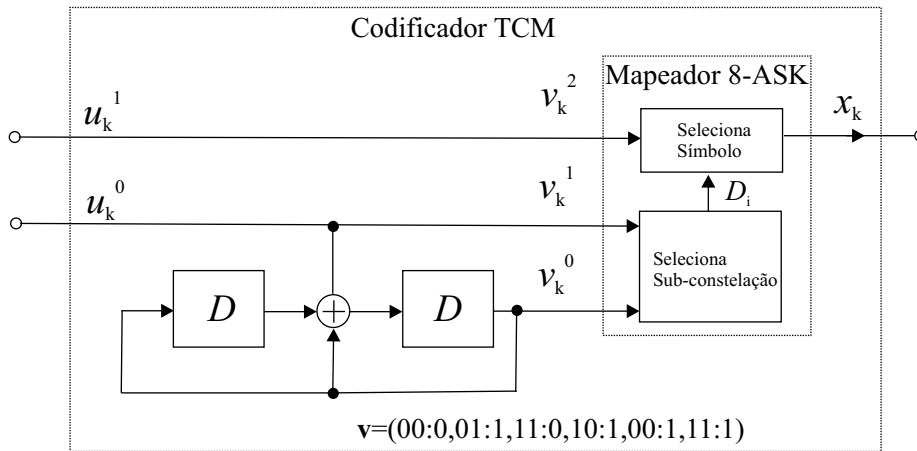 Codificador TCM
Mapeador 8-ASK
u_k^1
v_k^2
Seleciona
Símbolo
x_k
D_i
u_k^0
v_k^1
Seleciona
Sub-constelação
v_k^0
D
+
D
v=(00:0,01:1,11:0,10:1,00:1,11:1)